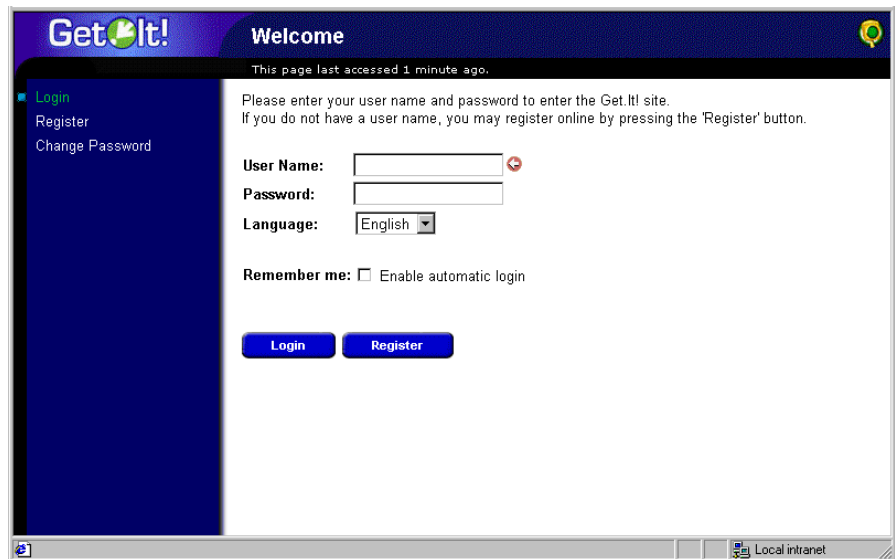 Get It!
Welcome
This page last accessed 1 minute ago.
Login
Register
Change Password
Please enter your user name and password to enter the Get.It! site.
If you do not have a user name, you may register online by pressing the 'Register' button.
User Name:
Password:
Language: English
Remember me: Enable automatic login
Login Register
Local intranet